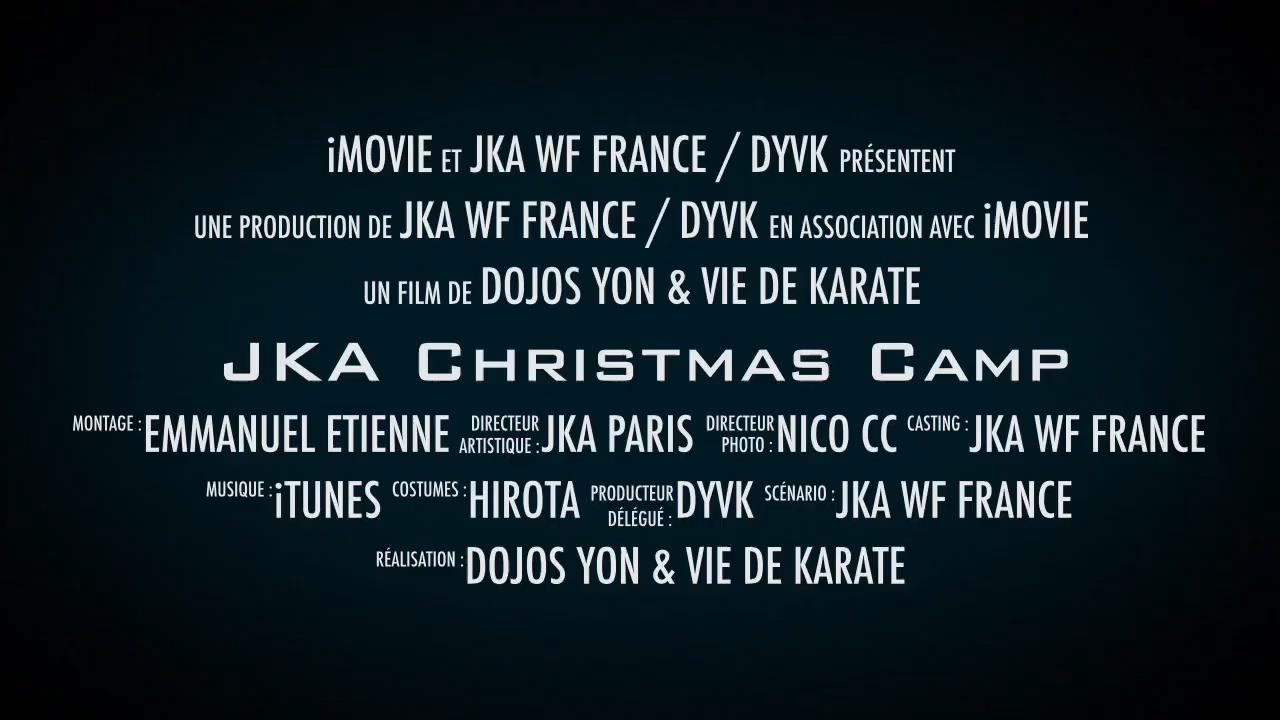 iMOVIE ET JKA WF FRANCE / DYVK PRÉSENTENT
UNE PRODUCTION DE JKA WF FRANCE / DYVK EN ASSOCIATION AVEC iMOVIE
UN FILM DE DOJOS YON & VIE DE KARATE
JKA CHRISTMAS CAMP
MONTAGE : EMMANUEL ETIENNE DIRECTEUR ARTISTIQUE : JKA PARIS DIRECTEUR PHOTO : NICO CC CASTING : JKA WF FRANCE
MUSIQUE : iTUNES COSTUMES : HIROTA PRODUCTEUR DÉLÉGUÉ : DYVK SCÉNARIO : JKA WF FRANCE
RÉALISATION : DOJOS YON & VIE DE KARATE